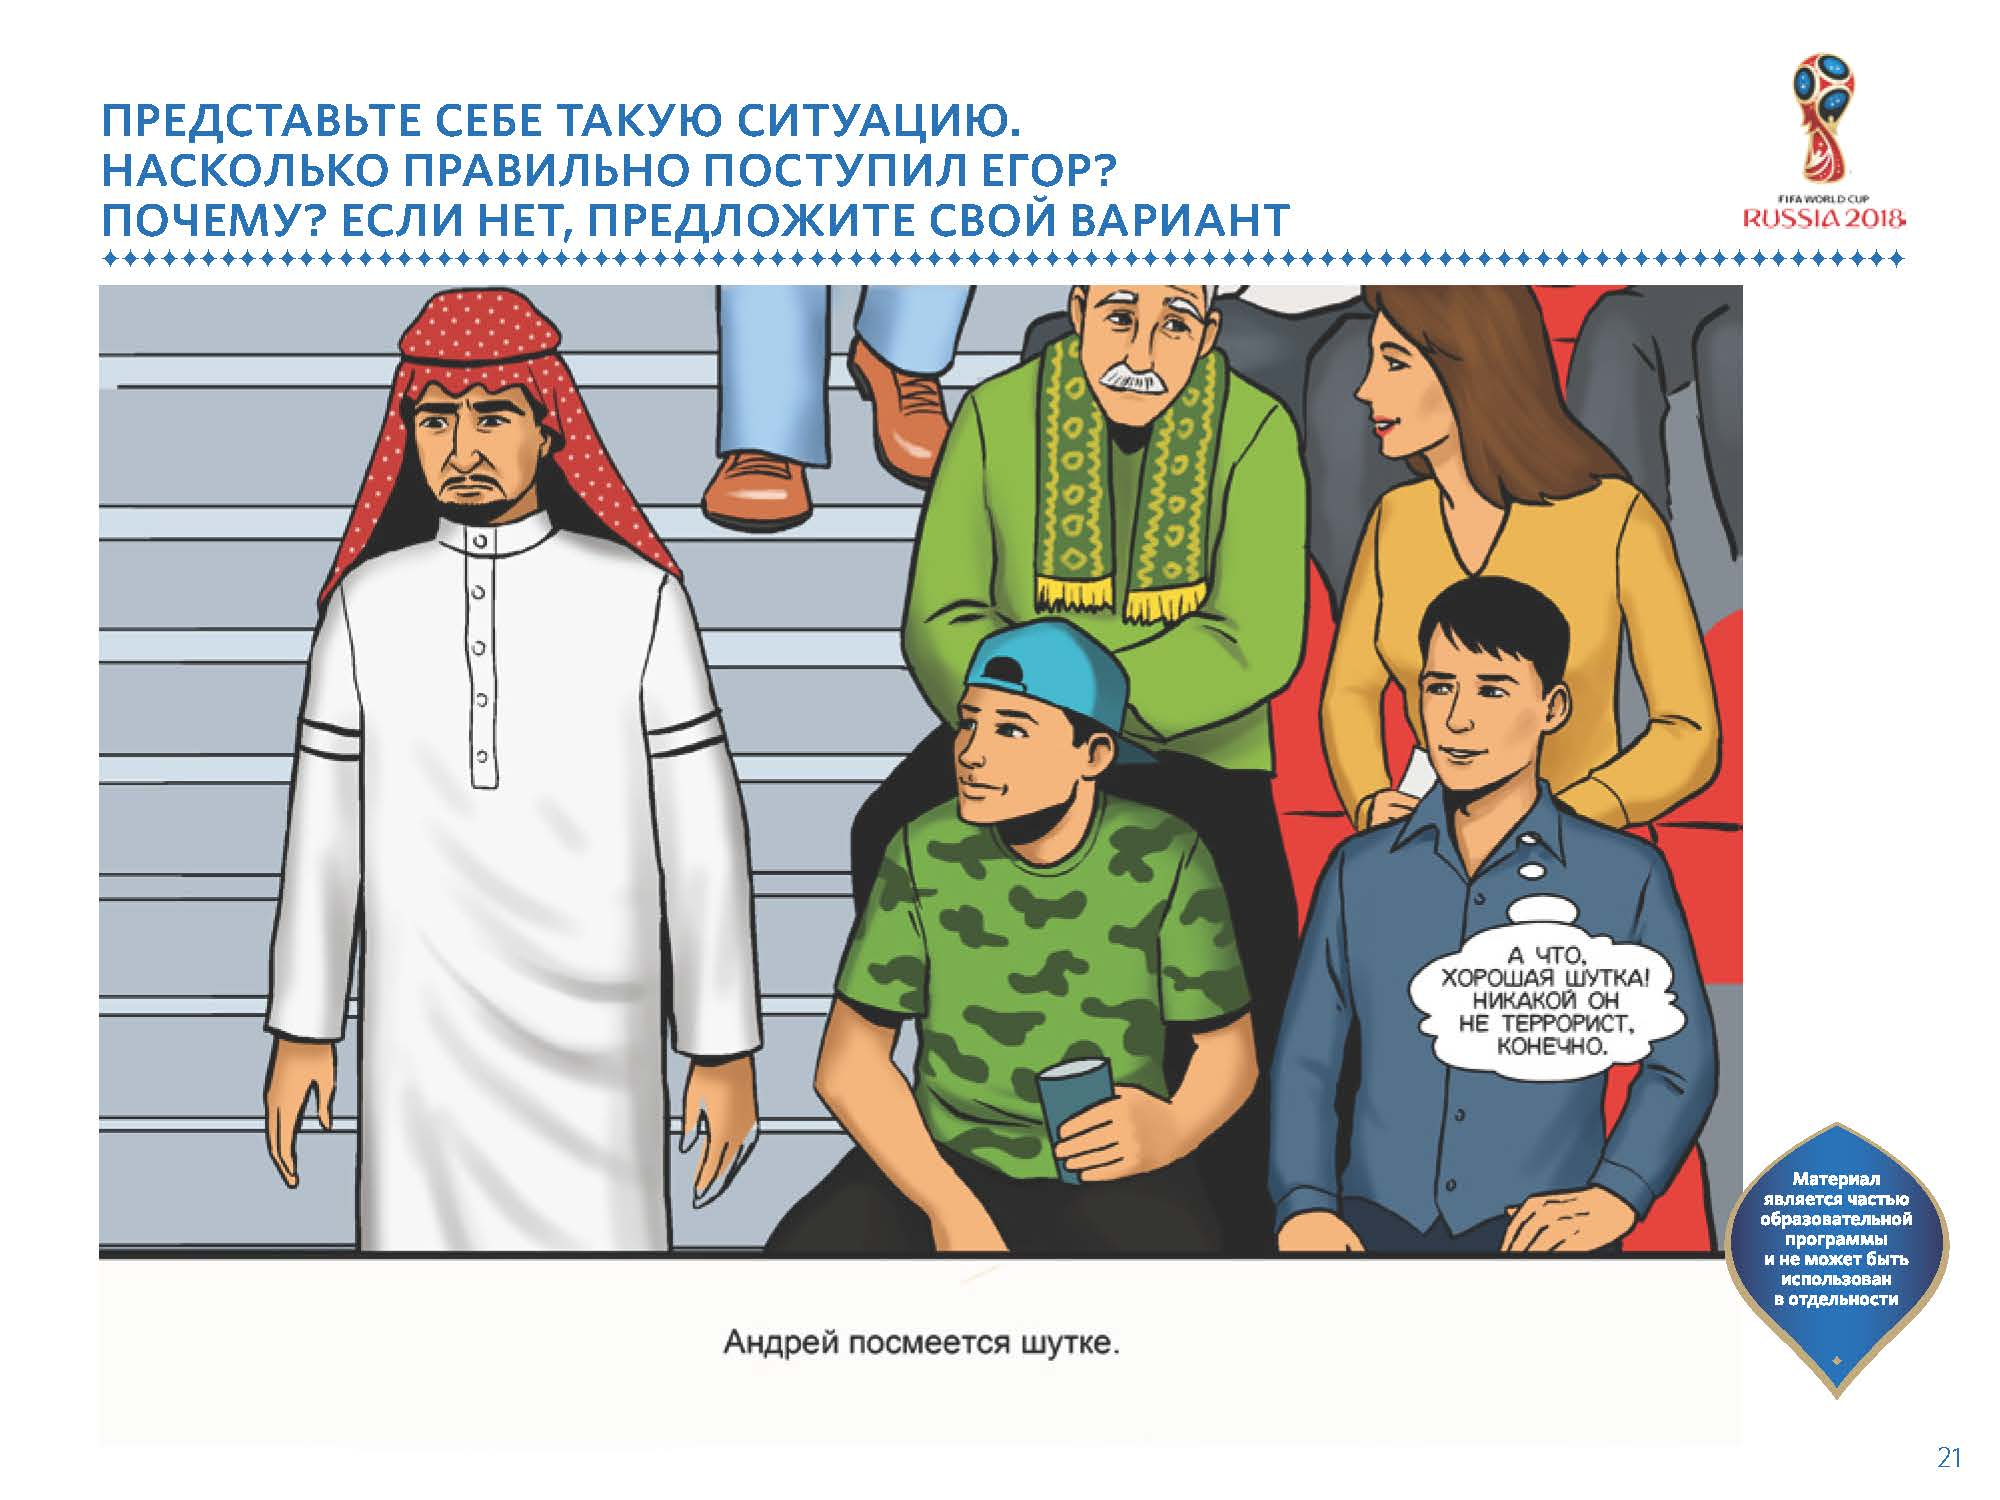 ПРЕДСТАВЬТЕ СЕБЕ ТАКУЮ СИТУАЦИЮ.
НАСКОЛЬКО ПРАВИЛЬНО ПОСТУПИЛ ЕГОР?
ПОЧЕМУ? ЕСЛИ НЕТ, ПРЕДЛОЖИТЕ СВОЙ ВАРИАНТ
FIFA WORLD CUP
RUSSIA 2018
А ЧТО,
ХОРОШАЯ ШУТКА!
НИКАКОЙ ОН
НЕ ТЕРРОРИСТ,
КОНЕЧНО.
Материал
является частью
образовательной
программы
и не может быть
использован
в отдельности
Андрей посмеется шутке.
21